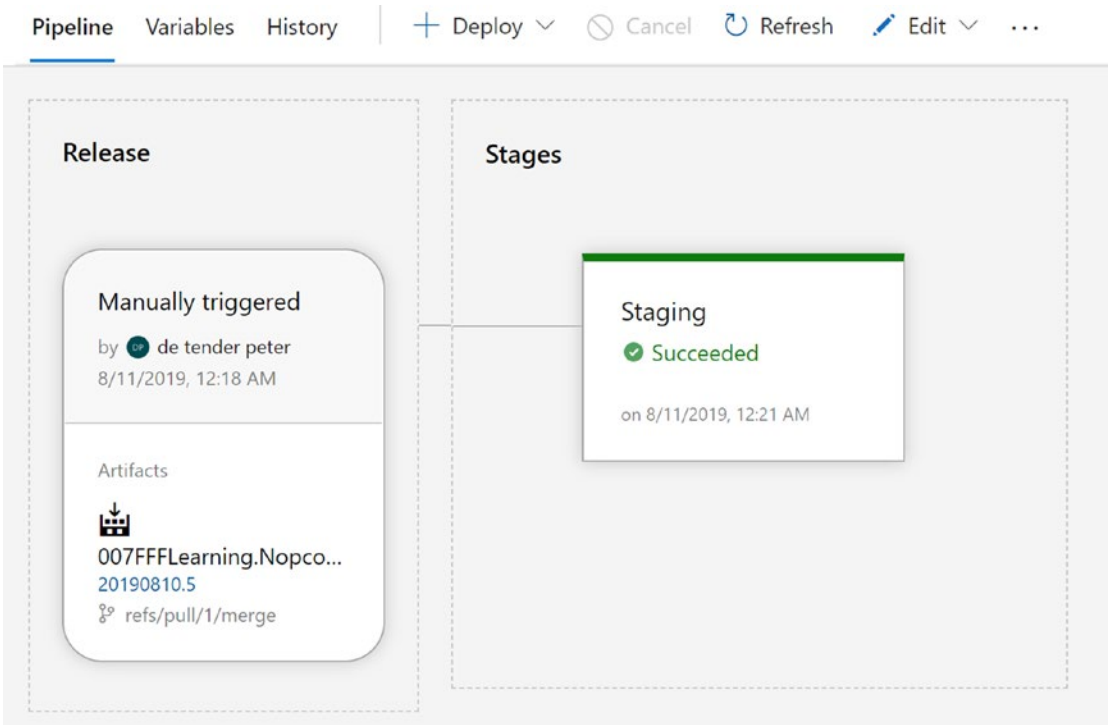 Pipeline Variables History Deploy Cancel Refresh Edit ...
Release
Stages
Manually triggered
by DP de tender peter
8/11/2019, 12:18 AM
Artifacts
007FFFLearning.Nopco...
20190810.5
refs/pull/1/merge
Staging
Succeeded
on 8/11/2019, 12:21 AM